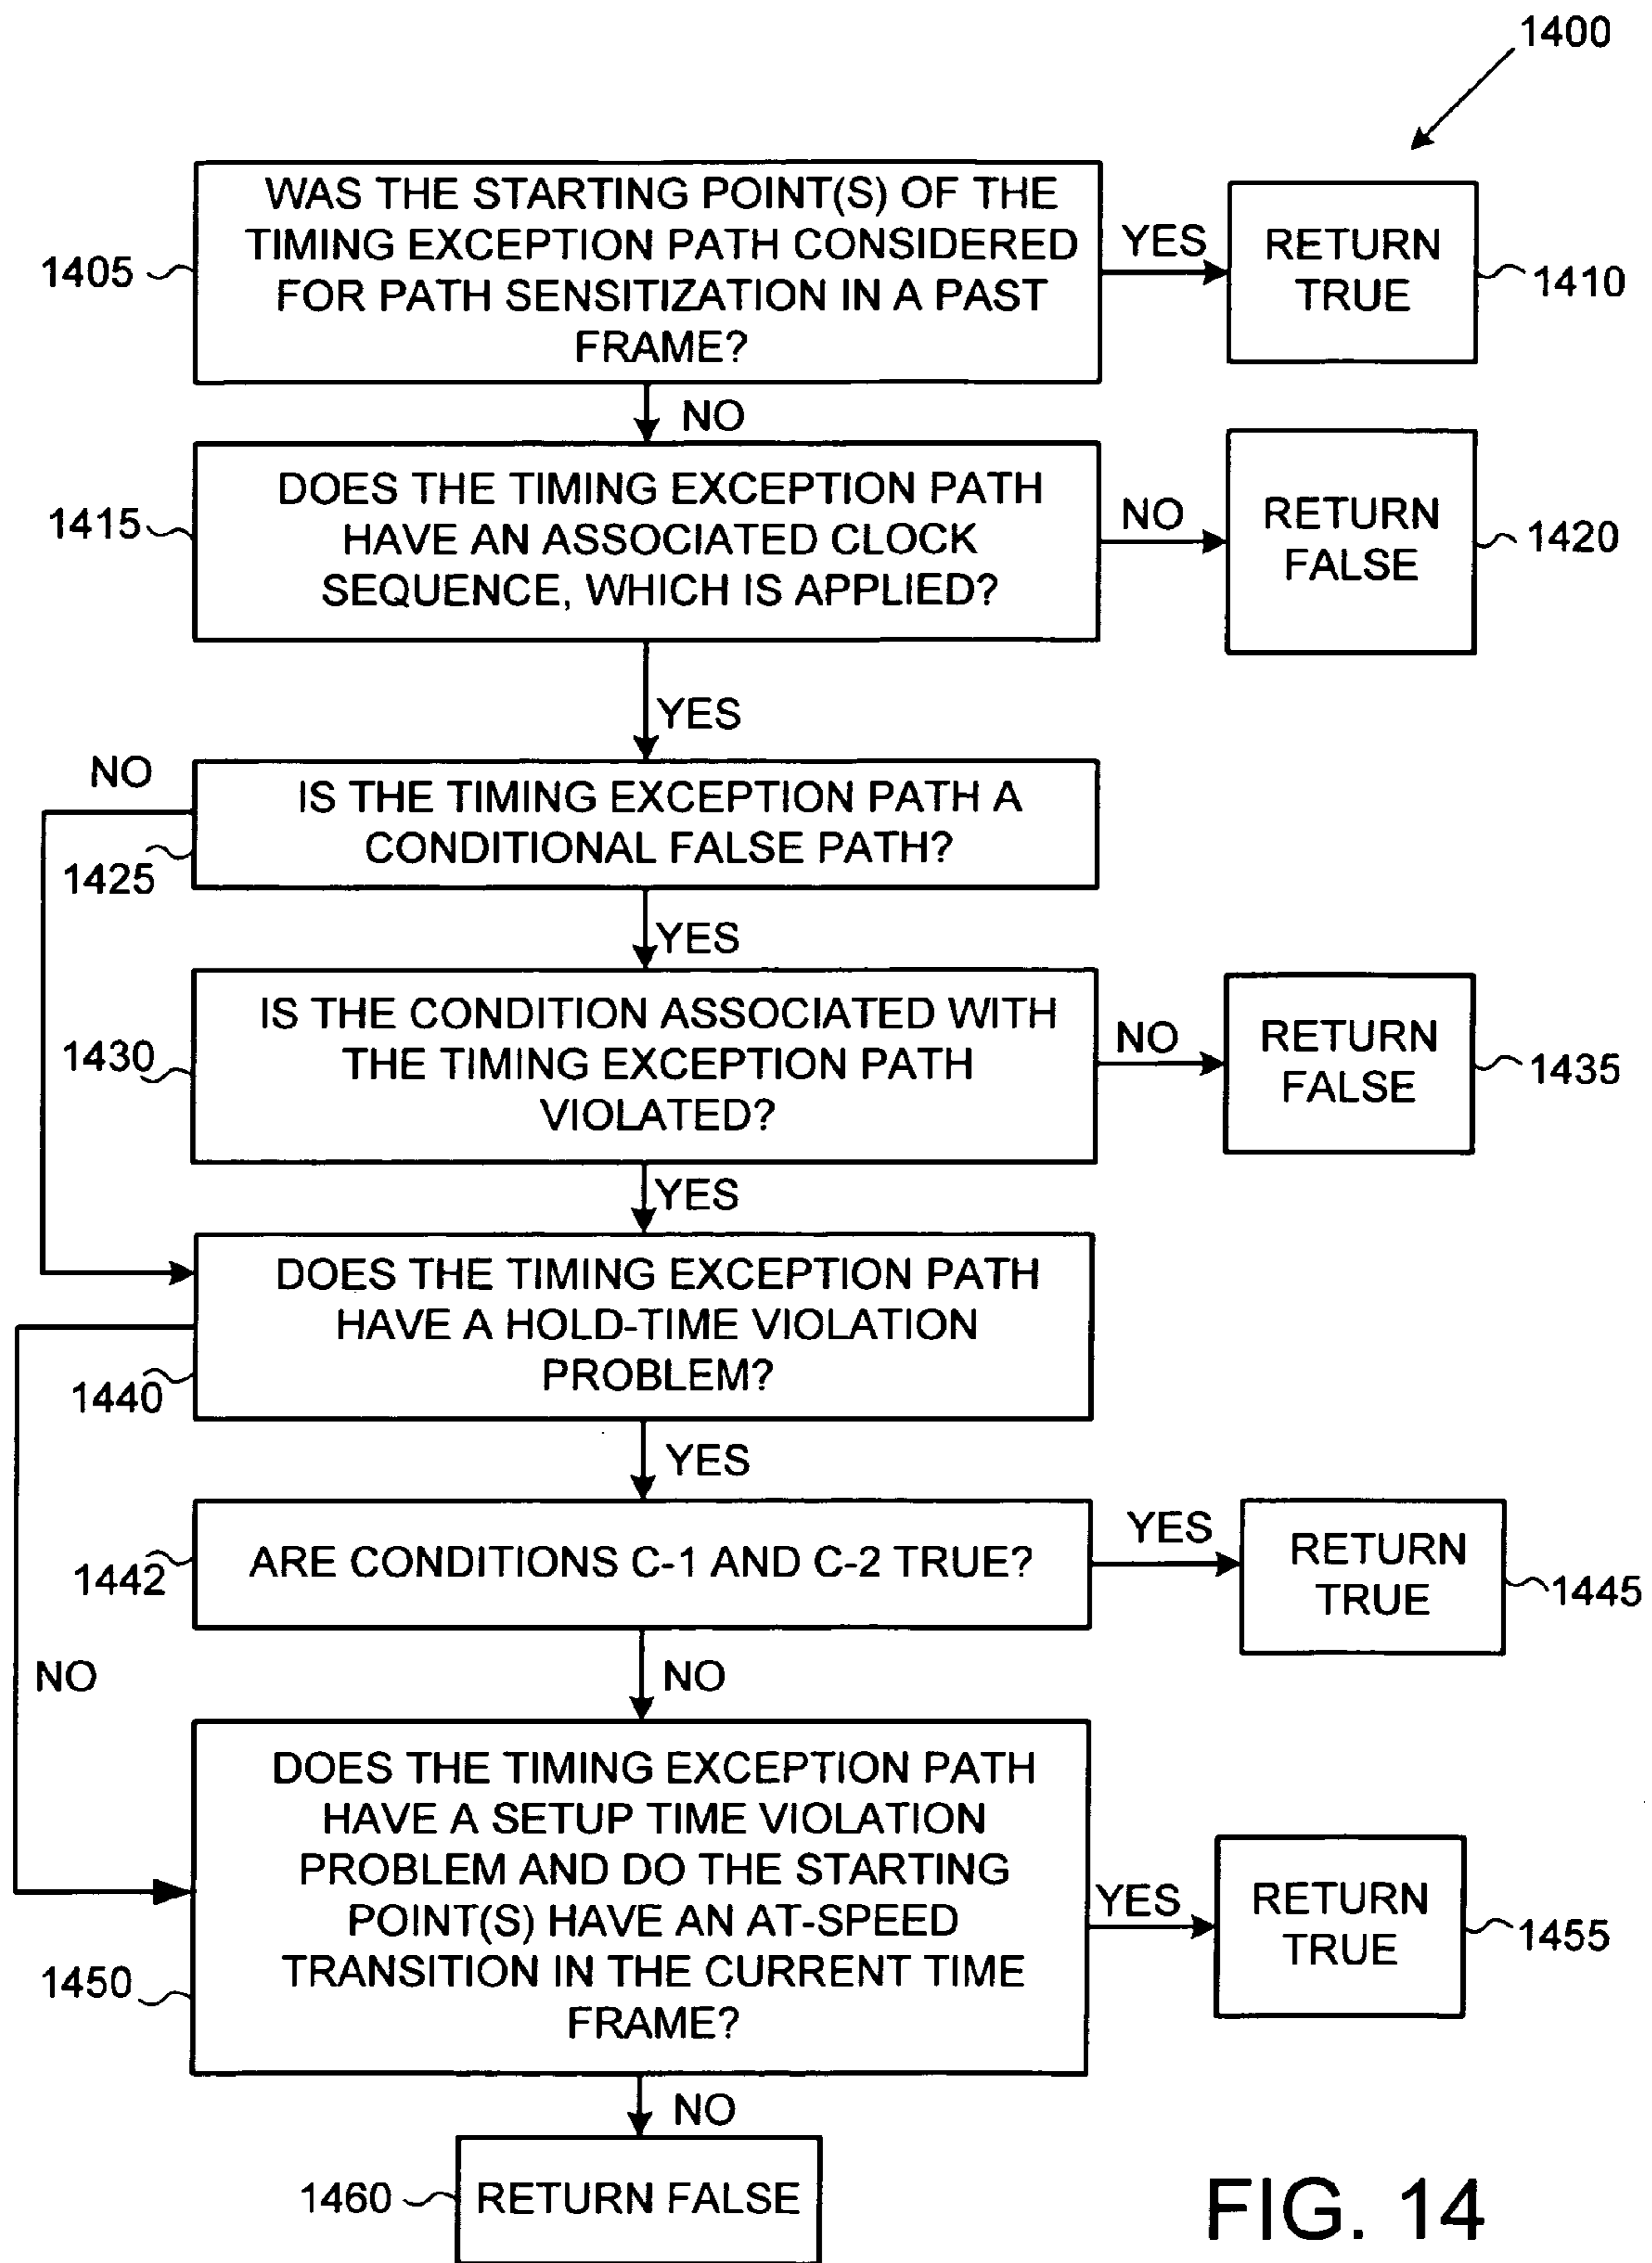 1400
WAS THE STARTING POINT(S) OF THE
TIMING EXCEPTION PATH CONSIDERED
FOR PATH SENSITIZATION IN A PAST
FRAME?
1405
YES
RETURN
TRUE
1410
NO
DOES THE TIMING EXCEPTION PATH
HAVE AN ASSOCIATED CLOCK
SEQUENCE, WHICH IS APPLIED?
1415
NO
RETURN
FALSE
1420
YES
NO
IS THE TIMING EXCEPTION PATH A
CONDITIONAL FALSE PATH?
1425
YES
IS THE CONDITION ASSOCIATED WITH
THE TIMING EXCEPTION PATH
VIOLATED?
1430
NO
RETURN
FALSE
1435
YES
DOES THE TIMING EXCEPTION PATH
HAVE A HOLD-TIME VIOLATION
PROBLEM?
1440
YES
ARE CONDITIONS C-1 AND C-2 TRUE?
1442
YES
RETURN
TRUE
1445
NO
NO
DOES THE TIMING EXCEPTION PATH
HAVE A SETUP TIME VIOLATION
PROBLEM AND DO THE STARTING
POINT(S) HAVE AN AT-SPEED
TRANSITION IN THE CURRENT TIME
FRAME?
1450
YES
RETURN
TRUE
1455
NO
1460
RETURN FALSE
FIG. 14